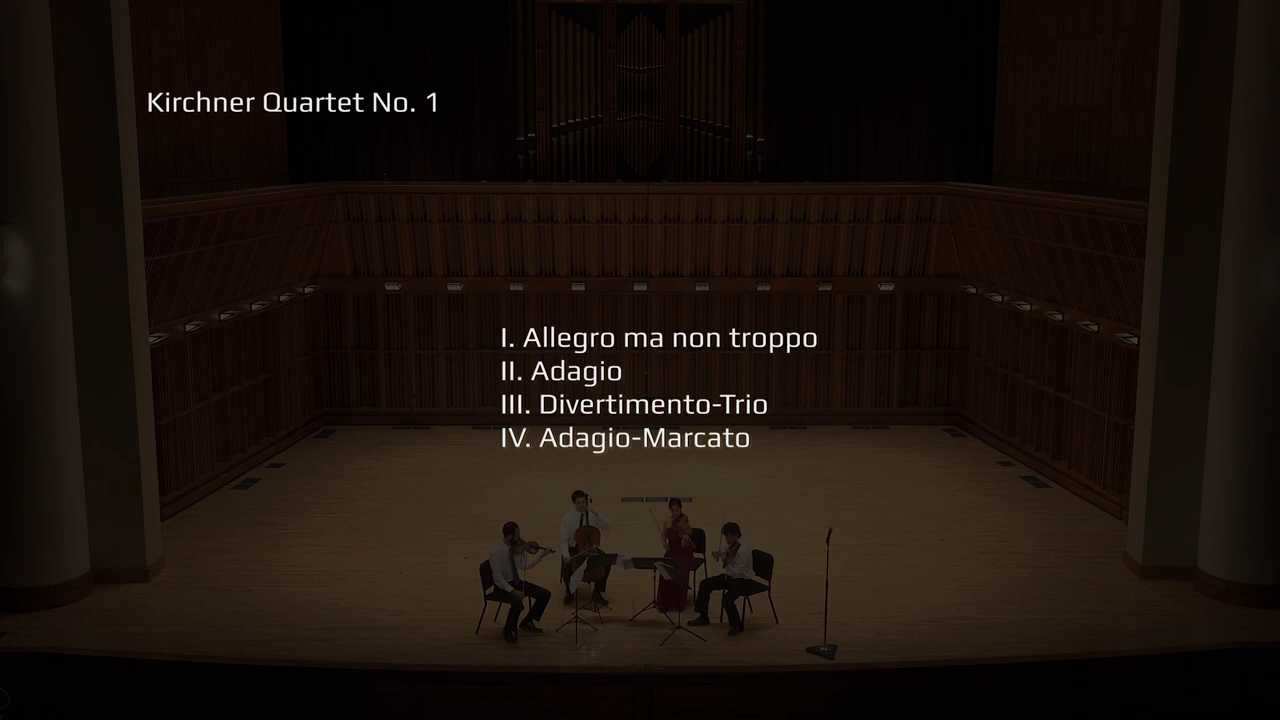 Kirchner Quartet No. 1
I. Allegro ma non troppo
II. Adagio
III. Divertimento-Trio
IV. Adagio-Marcato